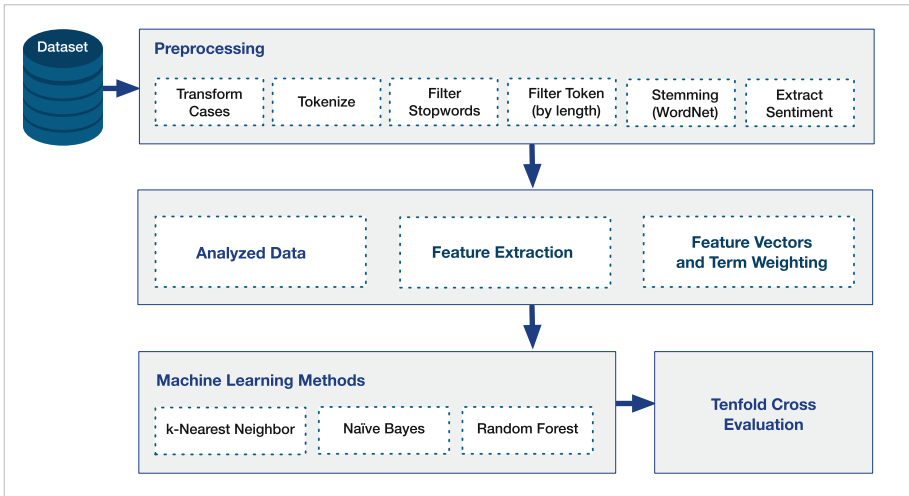 Dataset
Preprocessing
Transform
Cases
Tokenize
Filter
Stopwords
Filter Token
(by length)
Stemming
(WordNet)
Extract
Sentiment
Analyzed Data
Feature Extraction
Feature Vectors
and Term Weighting
Machine Learning Methods
k-Nearest Neighbor
Naïve Bayes
Random Forest
Tenfold Cross
Evaluation